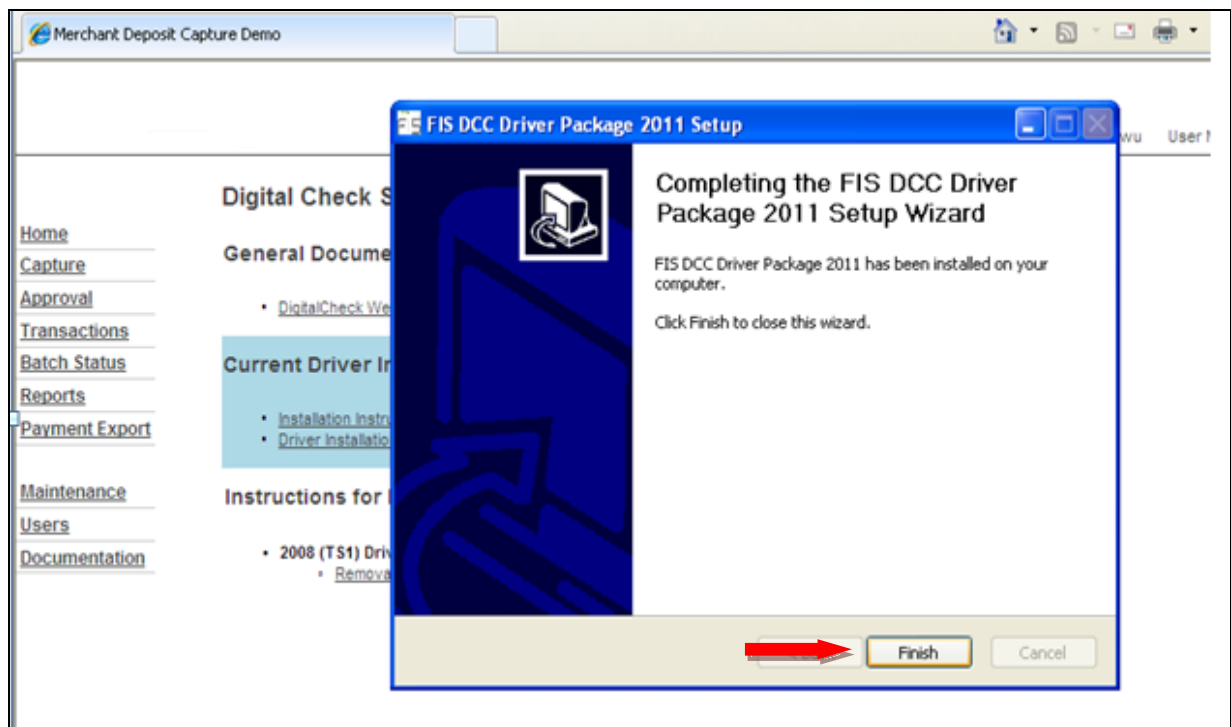 Merchant Deposit Capture Demo
FIS FIS DCC Driver Package 2011 Setup
wu User
Digital Check S
Completing the FIS DCC Driver
Package 2011 Setup Wizard
Home
General Docume
FIS DCC Driver Package 2011 has been installed on your
computer.
Capture
Approval
• DigitalCheck We
Click Finish to close this wizard.
Transactions
Batch Status
Current Driver In
Reports
• Installation Instru
Payment Export
• Driver Installatio
Maintenance
Instructions for
Users
Documentation
• 2008 (TS1) Driv
• Remova
Finish
Cancel